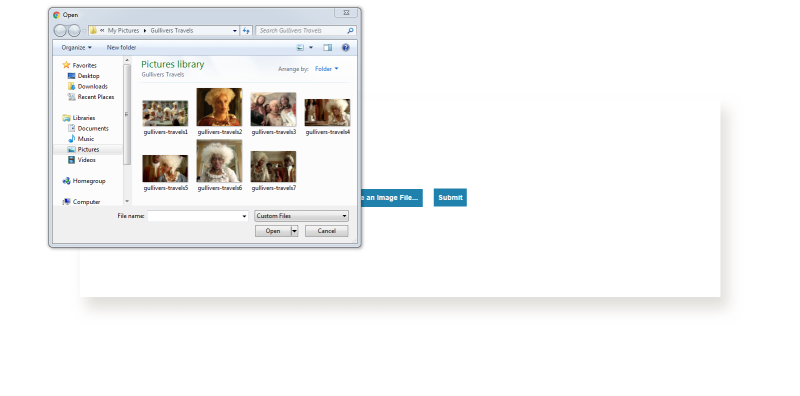 Open
« My Pictures ▸ Gullivers Travels
Search Gullivers Travels
Organize
New folder
Favorites
Desktop
Downloads
Recent Places
Libraries
Documents
Music
Pictures
Videos
Homegroup
Computer
Pictures library
Gullivers Travels
Arrange by: Folder
gullivers-travels1
gullivers-travels2
gullivers-travels3
gullivers-travels4
gullivers-travels5
gullivers-travels6
gullivers-travels7
File name:
Custom Files
Open
Cancel
e an Image File...
Submit